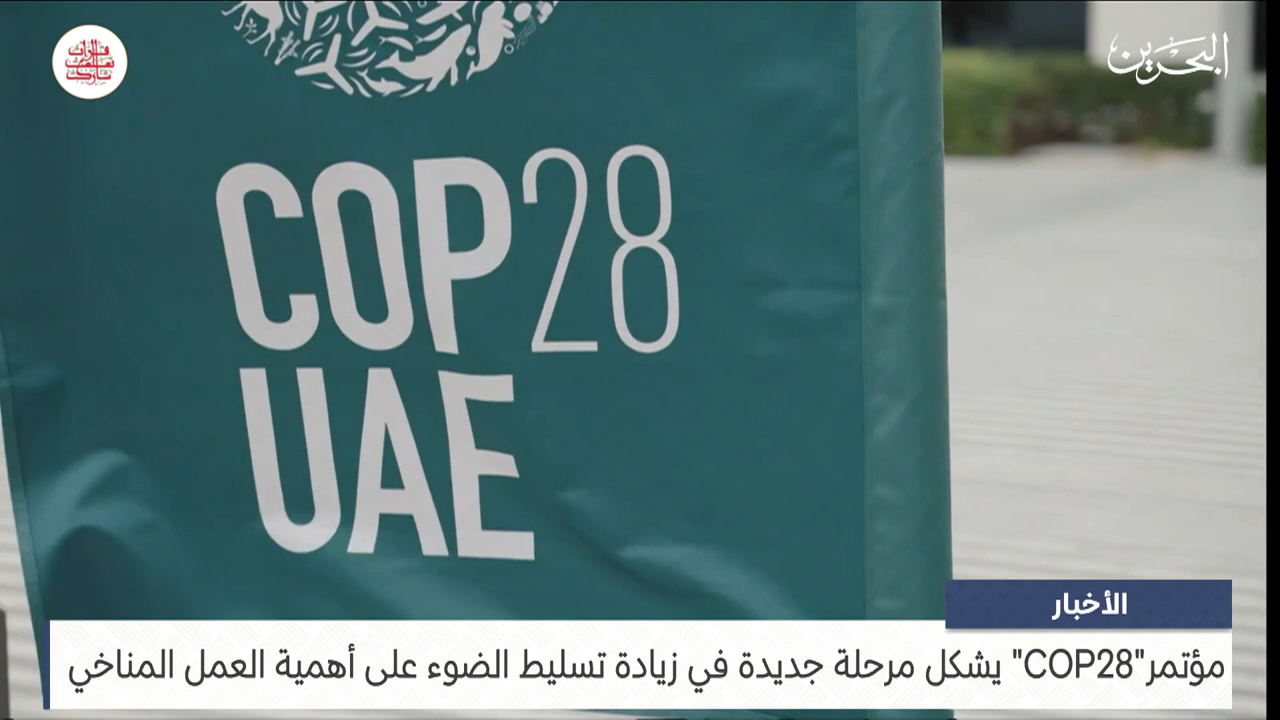 البحرين
COP28
UAE
الأخبار
مؤتمر"COP28" يشكل مرحلة جديدة في زيادة تسليط الضوء على أهمية العمل المناخي